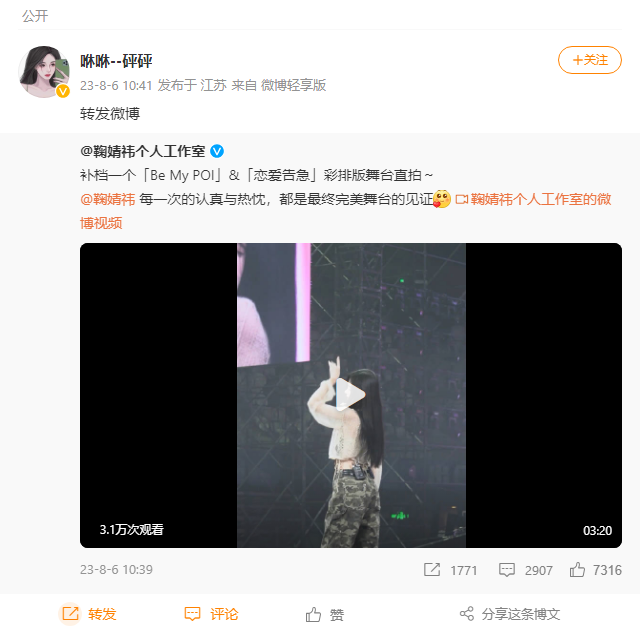 公开
咻咻--砰砰
+关注
23-8-6 10:41 发布于 江苏 来自 微博轻享版
转发微博
@鞠婧祎个人工作室
补档一个「Be My POI」&「恋爱告急」彩排版舞台直拍~
@鞠婧祎 每一次的认真与热忱，都是最终完美舞台的见证 鞠婧祎个人工作室的微
博视频
3.1万次观看
03:20
23-8-6 10:39
1771
2907
7316
转发
评论
赞
分享这条博文